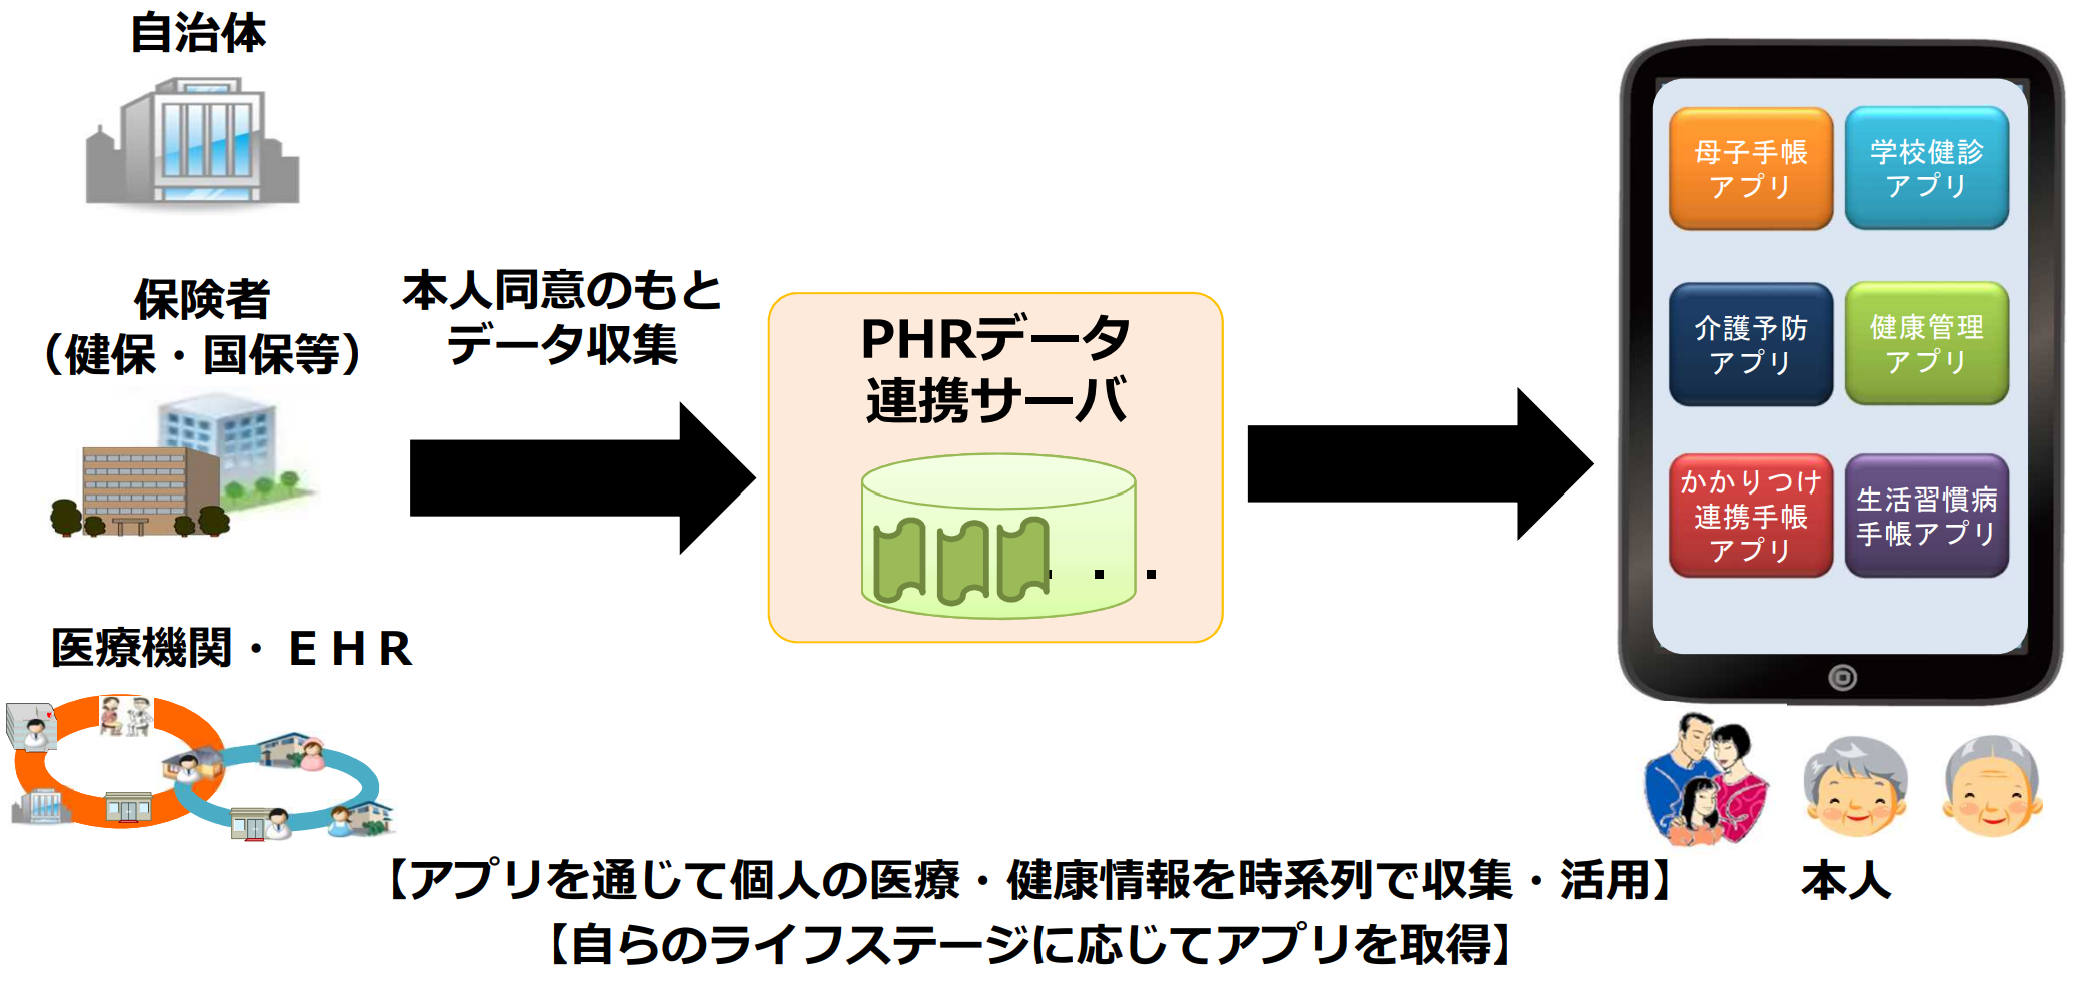 自治体
保険者
（健保・国保等）
医療機関・ＥＨＲ
本人同意のもと
データ収集
PHRデータ
連携サーバ
・・・
母子手帳
アプリ
学校健診
アプリ
介護予防
アプリ
健康管理
アプリ
かかりつけ
連携手帳
アプリ
生活習慣病
手帳アプリ
本人
【アプリを通じて個人の医療・健康情報を時系列で収集・活用】
【自らのライフステージに応じてアプリを取得】